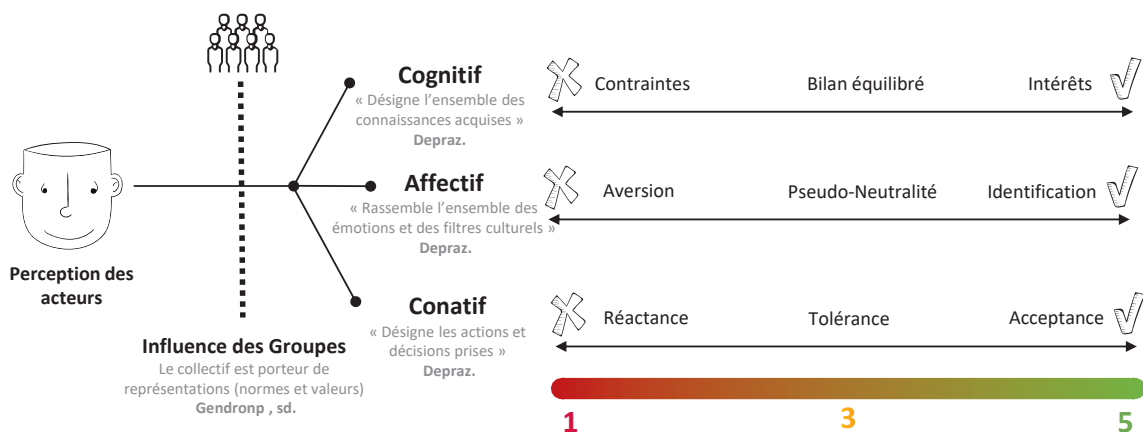 Perception des
acteurs
Influence des Groupes
Le collectif est porteur de
représentations (normes et valeurs)
Gendronp , sd.
Cognitif
« Désigne l’ensemble des
connaissances acquises »
Depraz.
Affectif
« Rassemble l’ensemble des
émotions et des filtres culturels »
Depraz.
Conatif
« Désigne les actions et
décisions prises »
Depraz.
Contraintes Bilan équilibré Intérêts
Aversion Pseudo-Neutralité Identification
Réactance Tolérance Acceptance
1 3 5